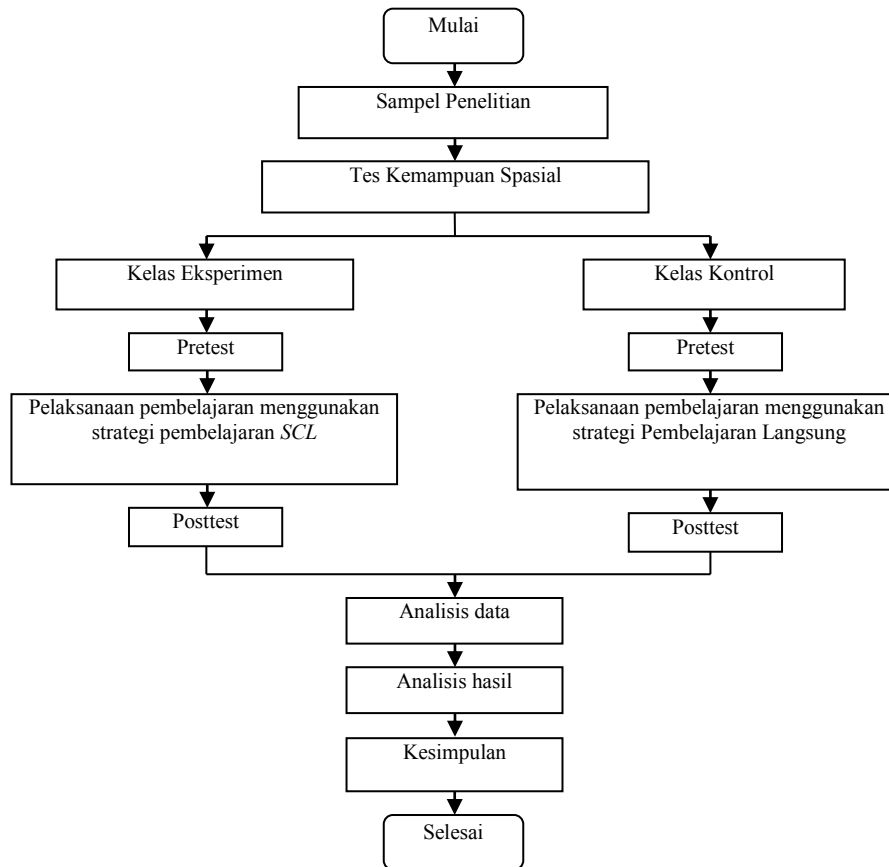 Mulai
Sampel Penelitian
Tes Kemampuan Spasial
Kelas Eksperimen
Kelas Kontrol
Pretest
Pretest
Pelaksanaan pembelajaran menggunakan
strategi pembelajaran SCL
Pelaksanaan pembelajaran menggunakan
strategi Pembelajaran Langsung
Posttest
Posttest
Analisis data
Analisis hasil
Kesimpulan
Selesai